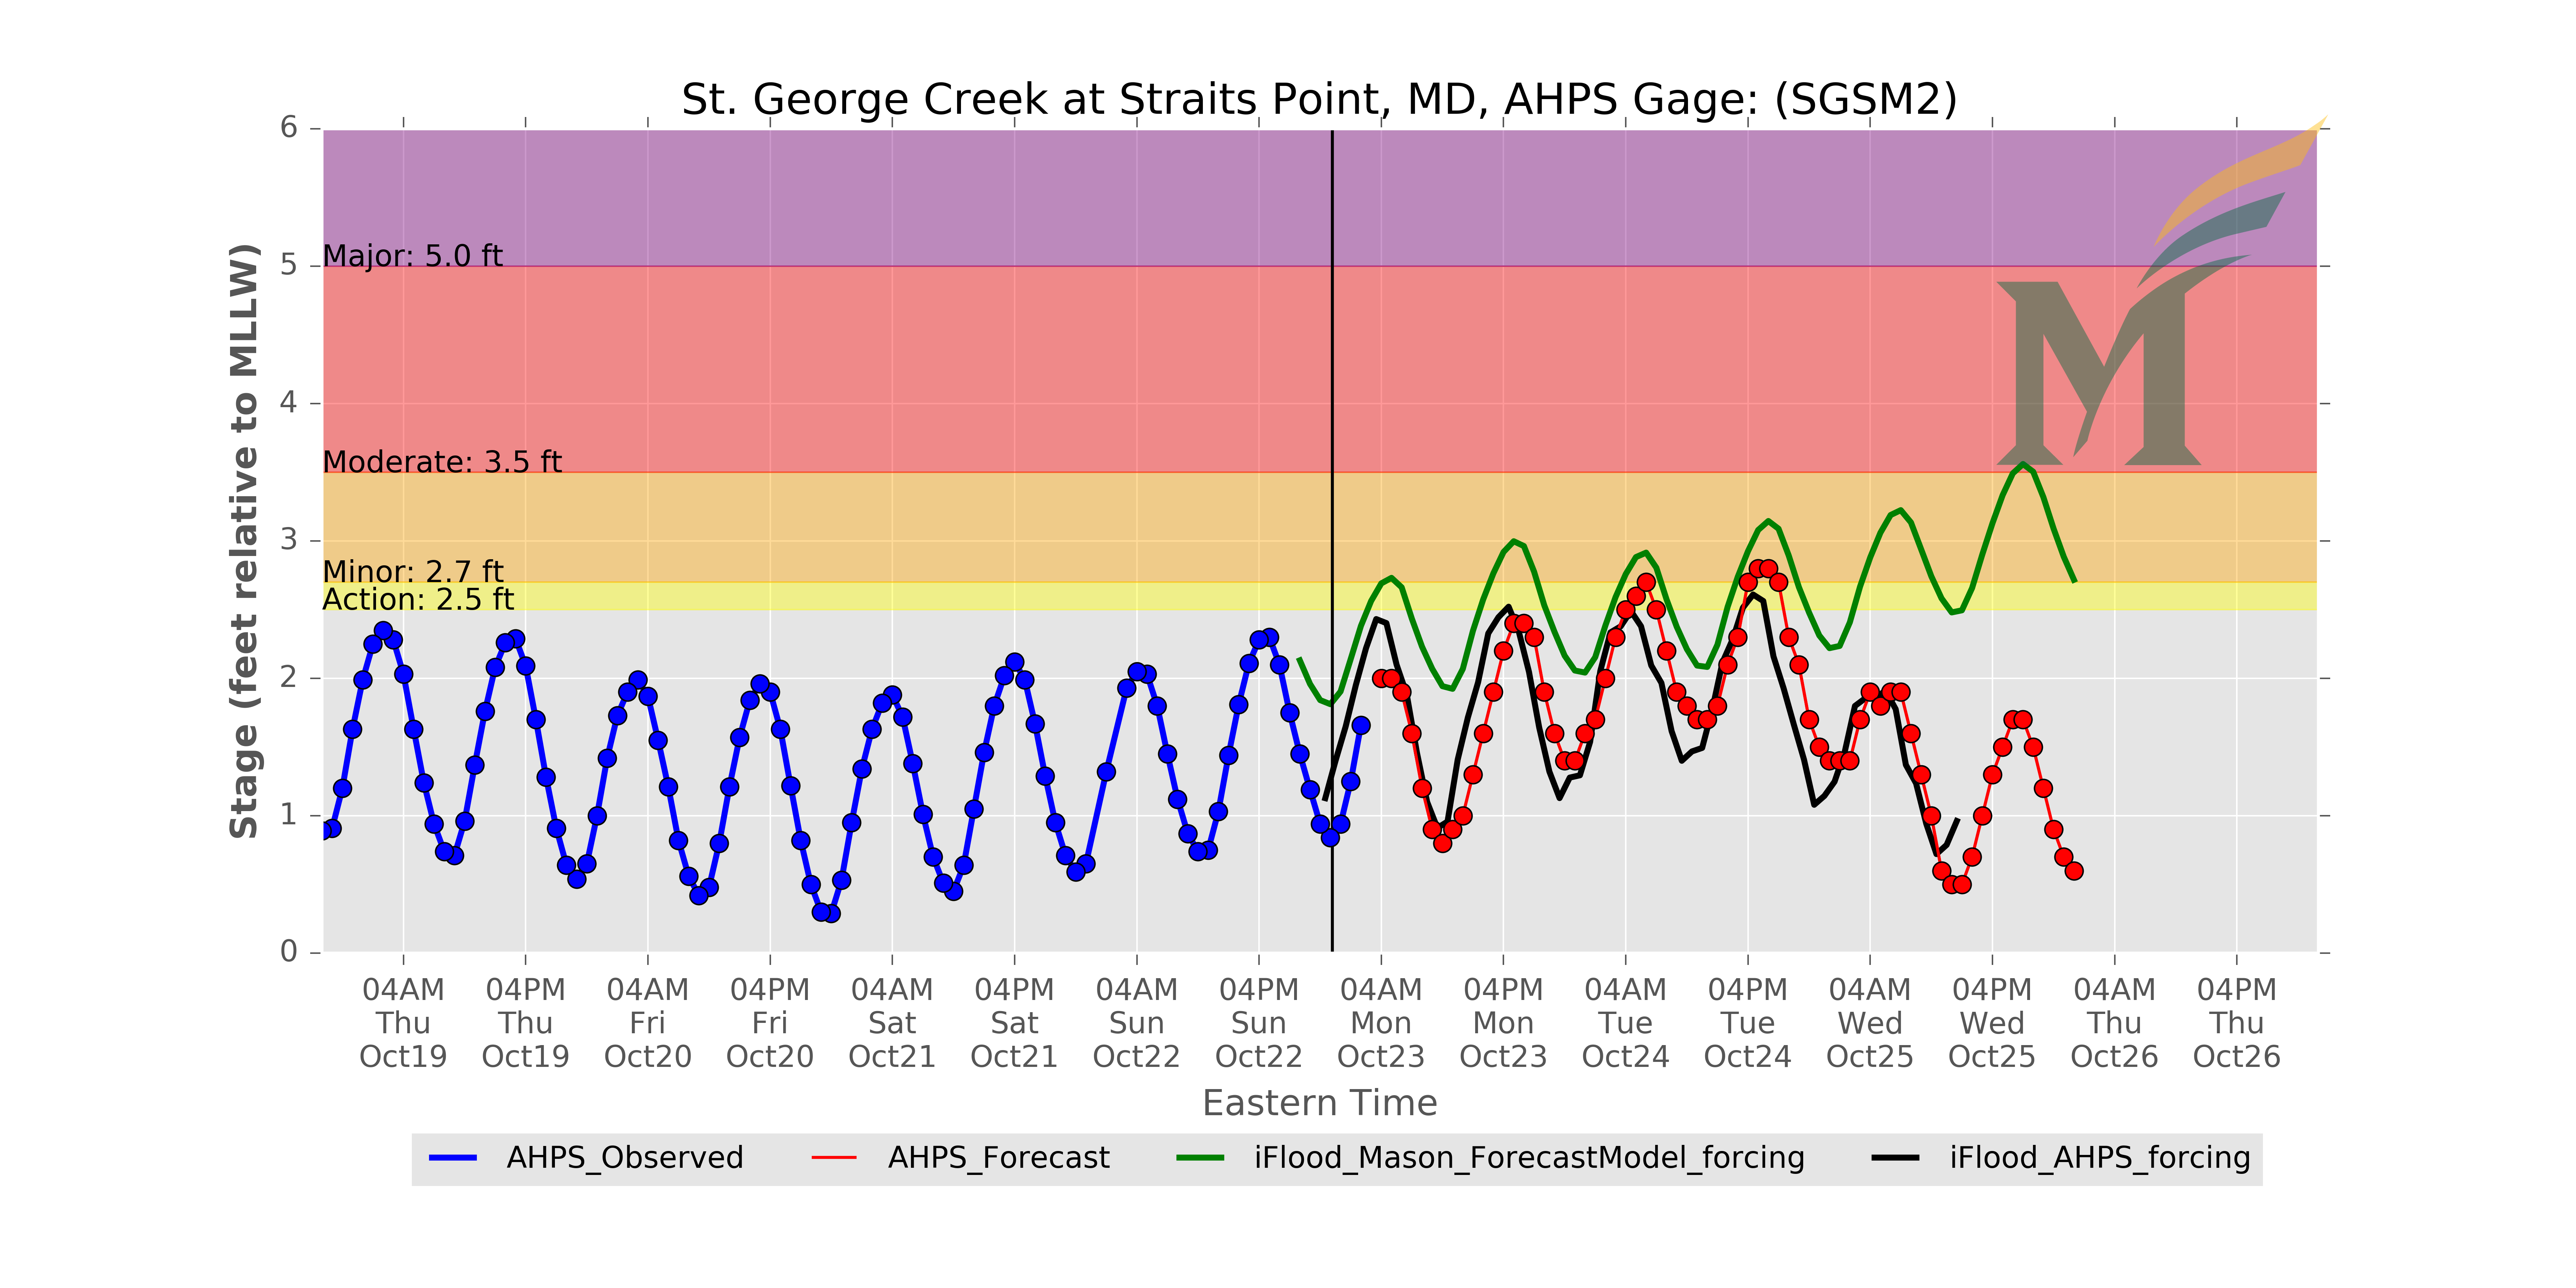 St. George Creek at Straits Point, MD, AHPS Gage: (SGSM2)
Stage (feet relative to MLLW)
6
5
4
3
2
1
0
Major: 5.0 ft
Moderate: 3.5 ft
Minor: 2.7 ft
Action: 2.5 ft
M
04AM 04PM 04AM 04PM 04AM 04PM 04AM 04PM 04AM 04PM 04AM 04PM 04AM 04PM 04AM 04PM
Thu Thu Fri Fri Sat Sat Sun Sun Mon Mon Tue Tue Wed Wed Thu Thu
Oct19 Oct19 Oct20 Oct20 Oct21 Oct21 Oct22 Oct22 Oct23 Oct23 Oct24 Oct24 Oct25 Oct25 Oct26 Oct26
Eastern Time
AHPS_Observed AHPS_Forecast iFlood_Mason_ForecastModel_forcing iFlood_AHPS_forcing